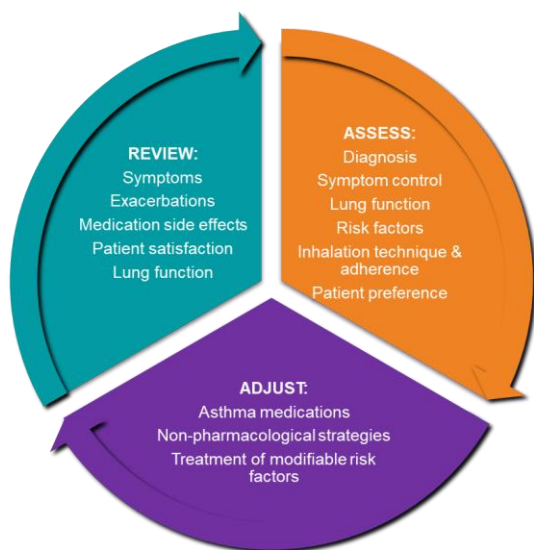 REVIEW:
Symptoms
Exacerbations
Medication side effects
Patient satisfaction
Lung function
ASSESS:
Diagnosis
Symptom control
Lung function
Risk factors
Inhalation technique &
adherence
Patient preference
ADJUST:
Asthma medications
Non-pharmacological strategies
Treatment of modifiable risk
factors